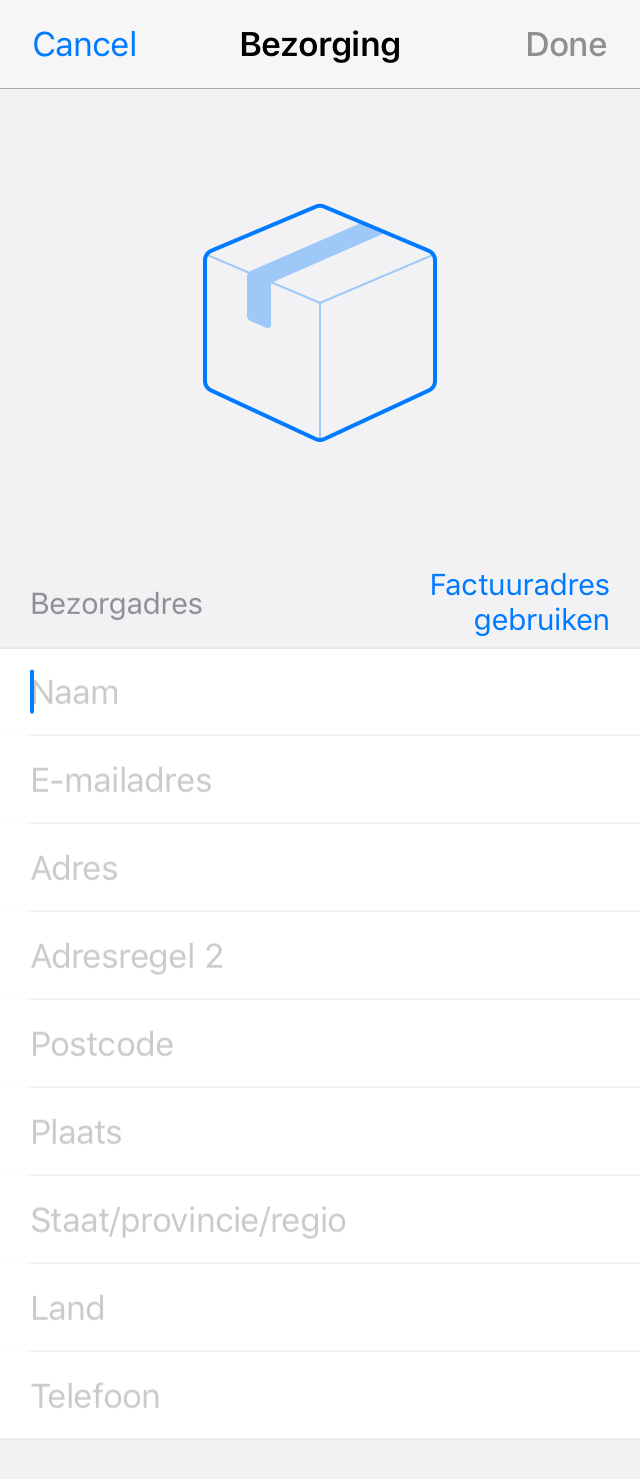 Cancel
Bezorging
Done
Bezorgadres
Factuuradres
gebruiken
Naam
E-mailadres
Adres
Adresregel 2
Postcode
Plaats
Staat/provincie/regio
Land
Telefoon